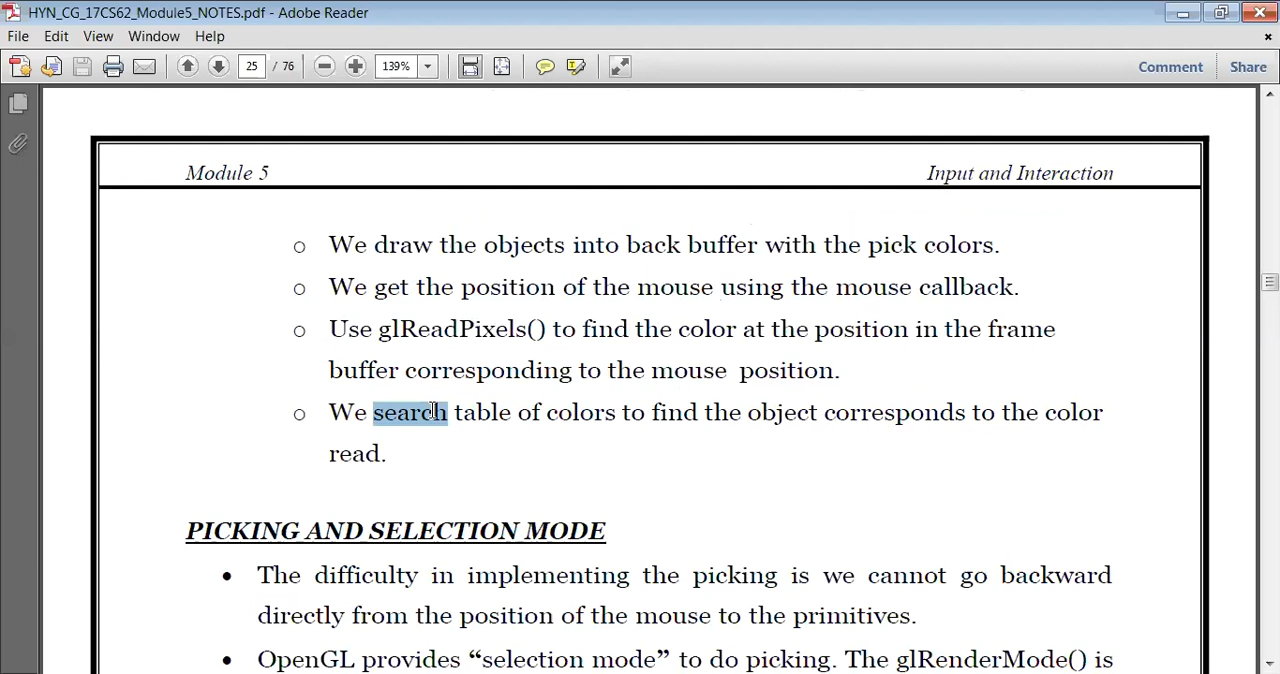 HYN_CG_17CS62_Module5_NOTES.pdf - Adobe Reader
File Edit View Window Help
25 / 76 139% Comment Share
Module 5 Input and Interaction
o We draw the objects into back buffer with the pick colors.
o We get the position of the mouse using the mouse callback.
o Use glReadPixels() to find the color at the position in the frame
buffer corresponding to the mouse position.
o We search table of colors to find the object corresponds to the color
read.
PICKING AND SELECTION MODE
• The difficulty in implementing the picking is we cannot go backward
directly from the position of the mouse to the primitives.
• OpenGL provides “selection mode” to do picking. The glRenderMode() is